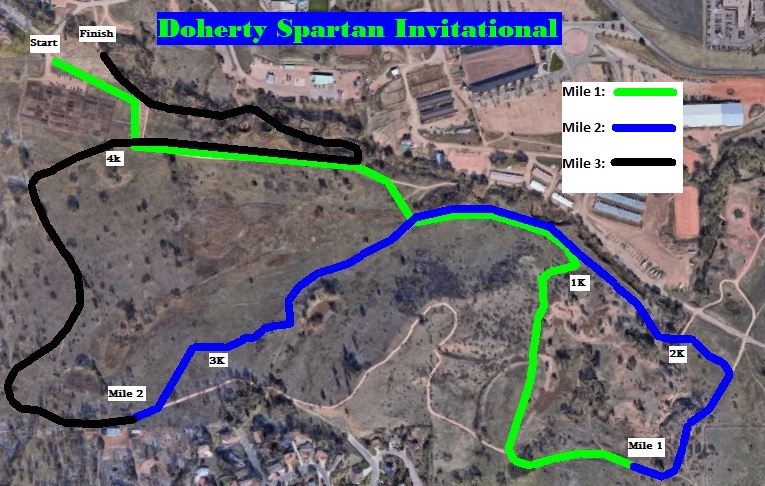 Doherty Spartan Invitational
Start
Finish
Mile 1:
Mile 2:
Mile 3:
4k
1K
2K
3K
Mile 2
Mile 1